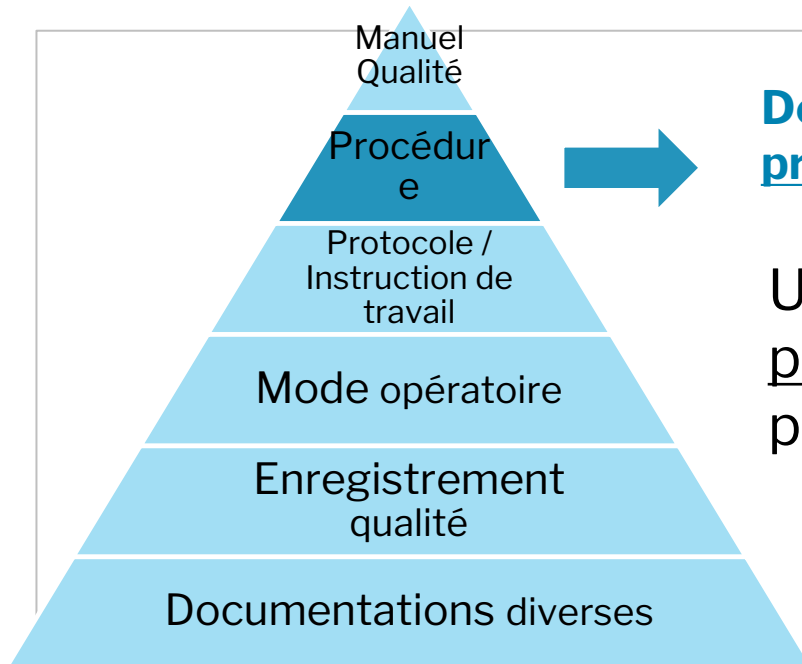 Manuel
Qualité
Procédur
e
Protocole /
Instruction de
travail
Mode opératoire
Enregistrement
qualité
Documentations diverses